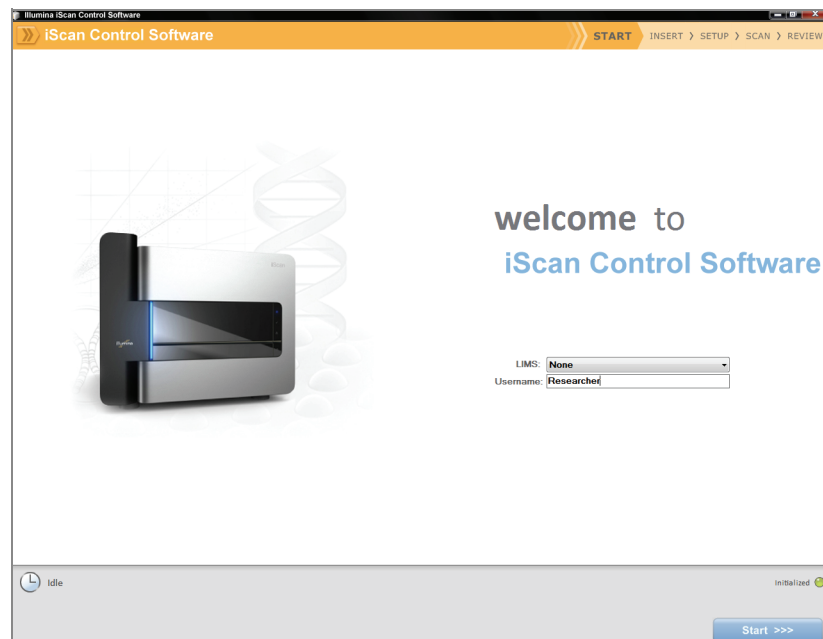 Illumina iScan Control Software
iScan Control Software
START INSERT ❯ SETUP ❯ SCAN ❯ REVIEW
welcome to
iScan Control Software
LIMS: None
Username: Researcher
Idle
Initialized
Start >>>